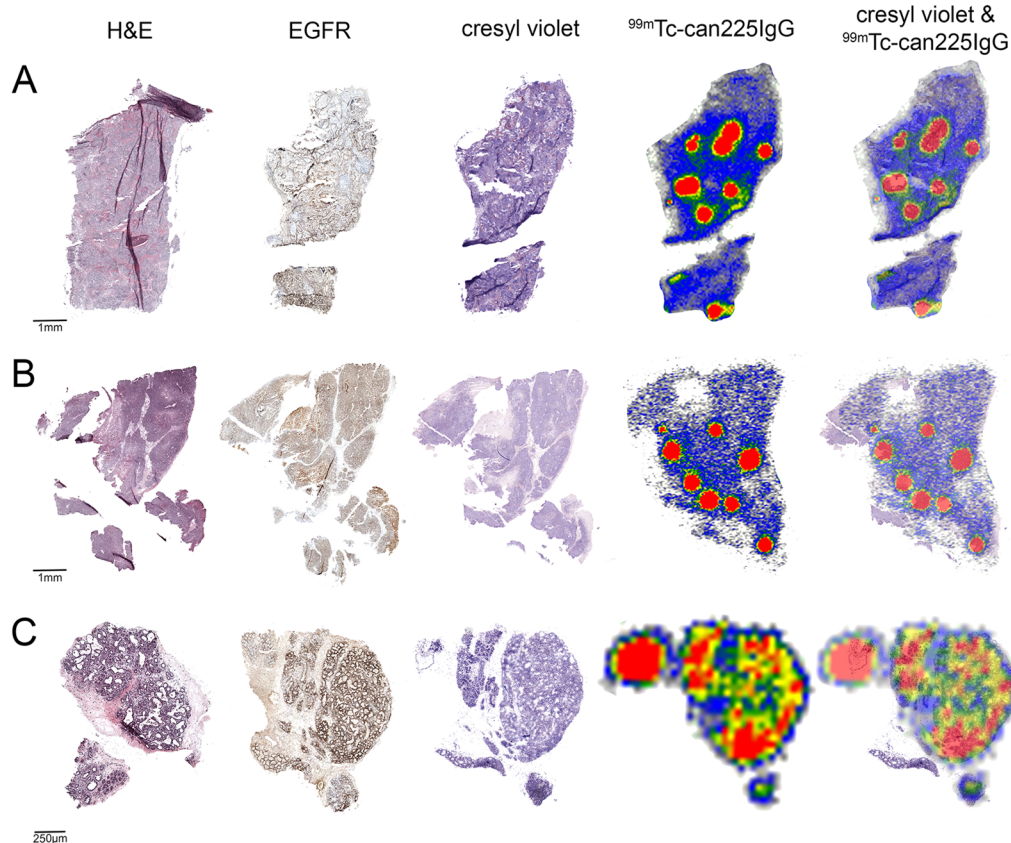 H&E EGFR cresyl violet ⁹⁹ᵐTc-can225IgG cresyl violet &
⁹⁹ᵐTc-can225IgG
A
1mm
B
1mm
C
250µm